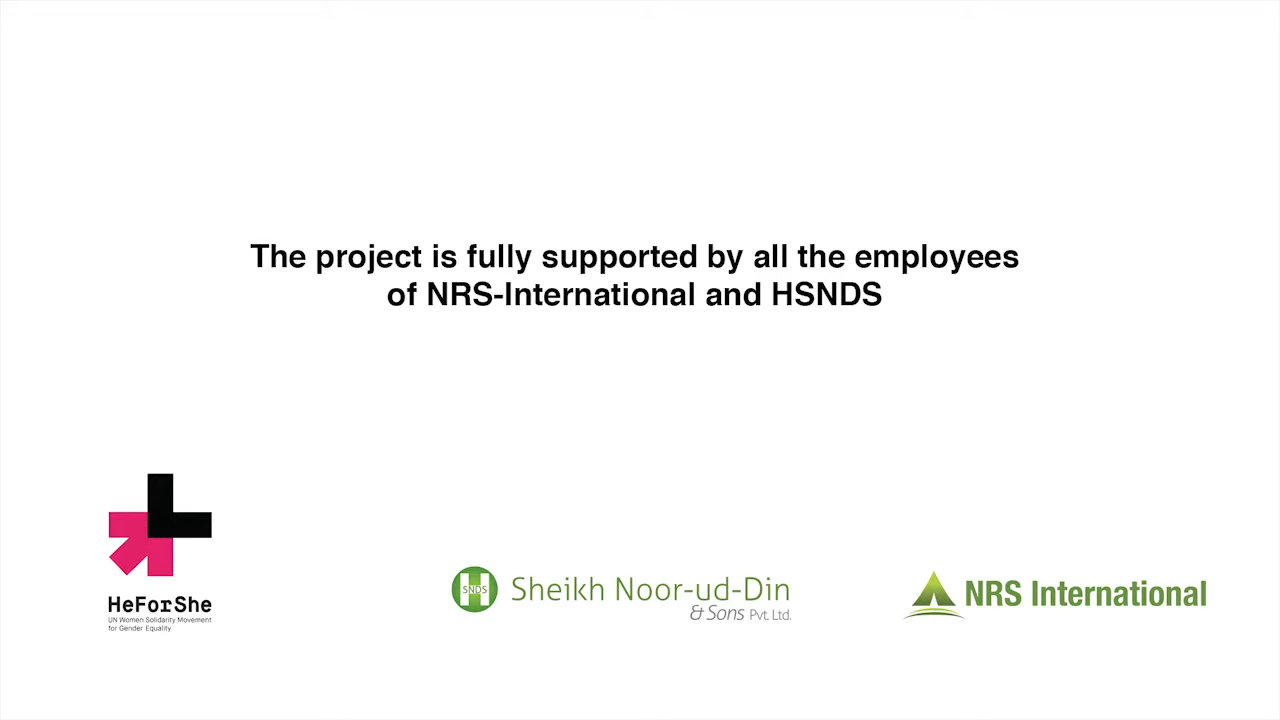 The project is fully supported by all the employees
of NRS-International and HSNDS
HeForShe
UN Women Solidarity Movement
for Gender Equality
SNDS
Sheikh Noor-ud-Din
& Sons Pvt. Ltd.
NRS International